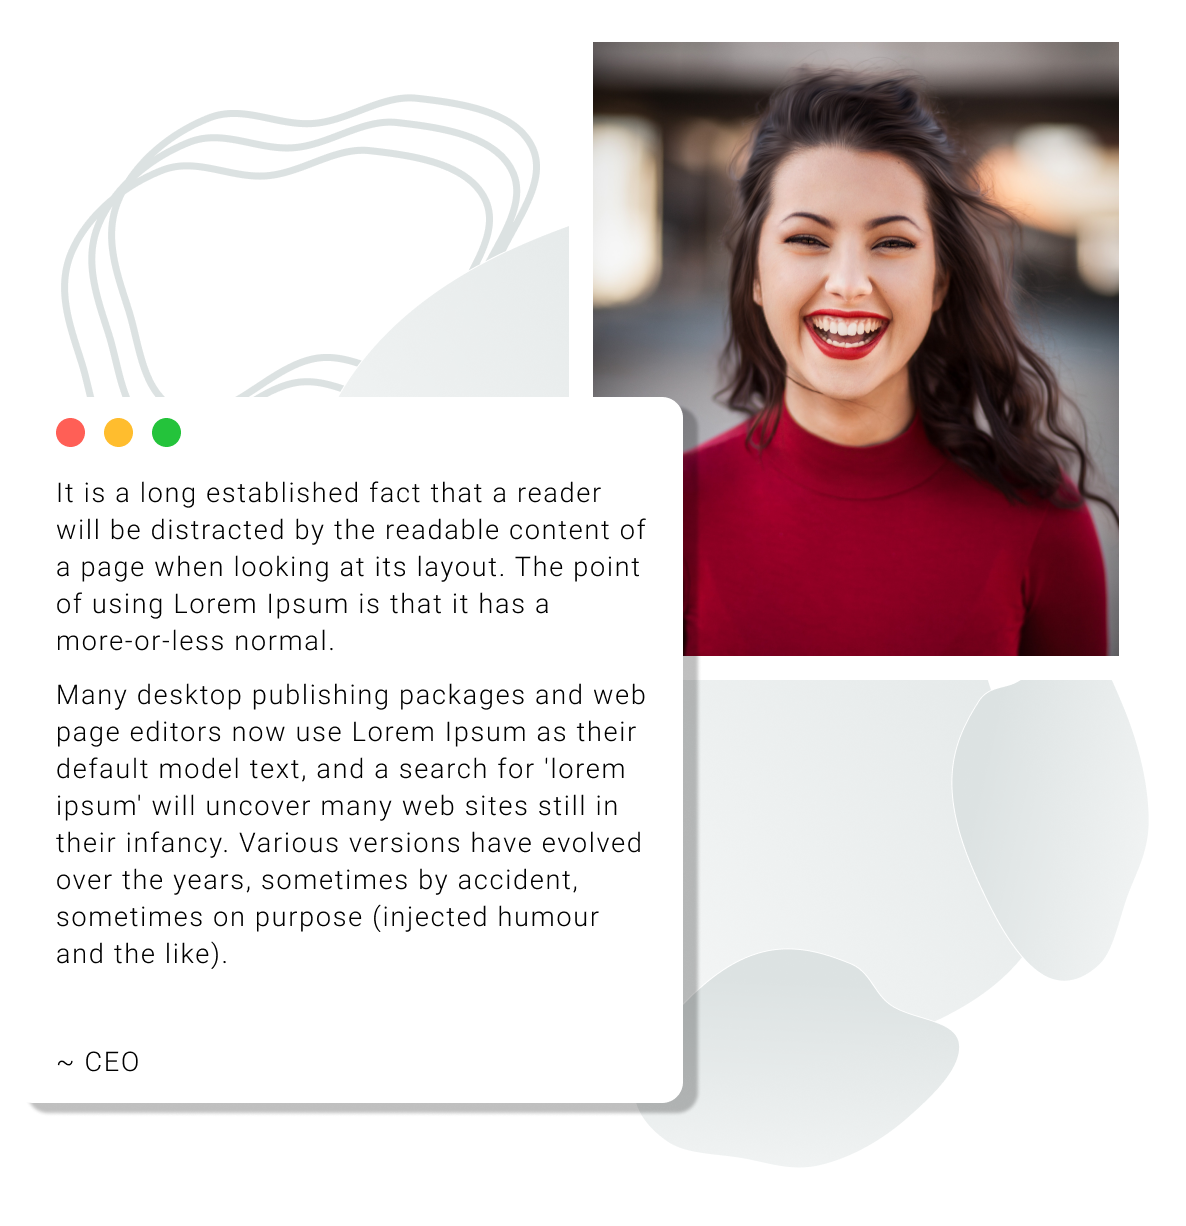 It is a long established fact that a reader
will be distracted by the readable content of
a page when looking at its layout. The point
of using Lorem Ipsum is that it has a
more-or-less normal.
Many desktop publishing packages and web
page editors now use Lorem Ipsum as their
default model text, and a search for 'lorem
ipsum' will uncover many web sites still in
their infancy. Various versions have evolved
over the years, sometimes by accident,
sometimes on purpose (injected humour
and the like).
~ CEO